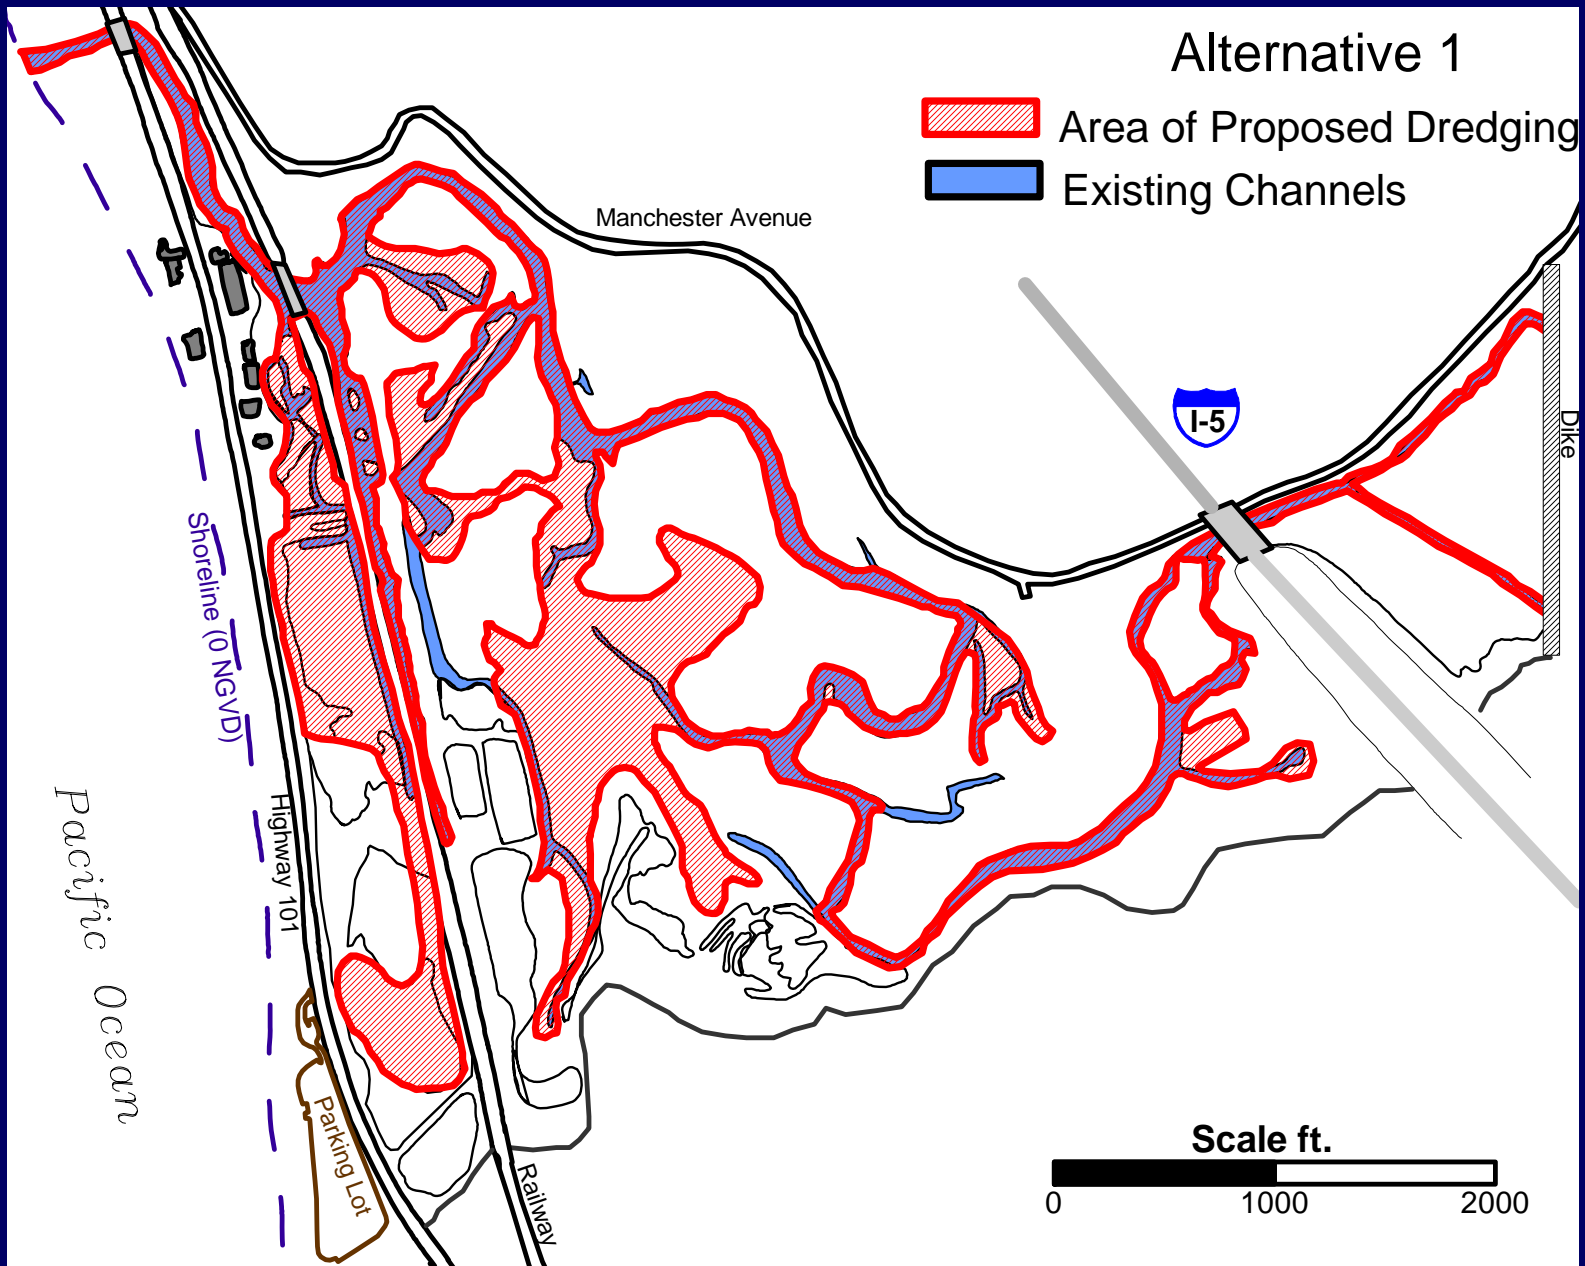 Alternative 1
Area of Proposed Dredging
Existing Channels
Manchester Avenue
I-5
Dike
Shoreline (0 NGVD)
Highway 101
Pacific Ocean
Parking Lot
Railway
Scale ft.
0 1000 2000